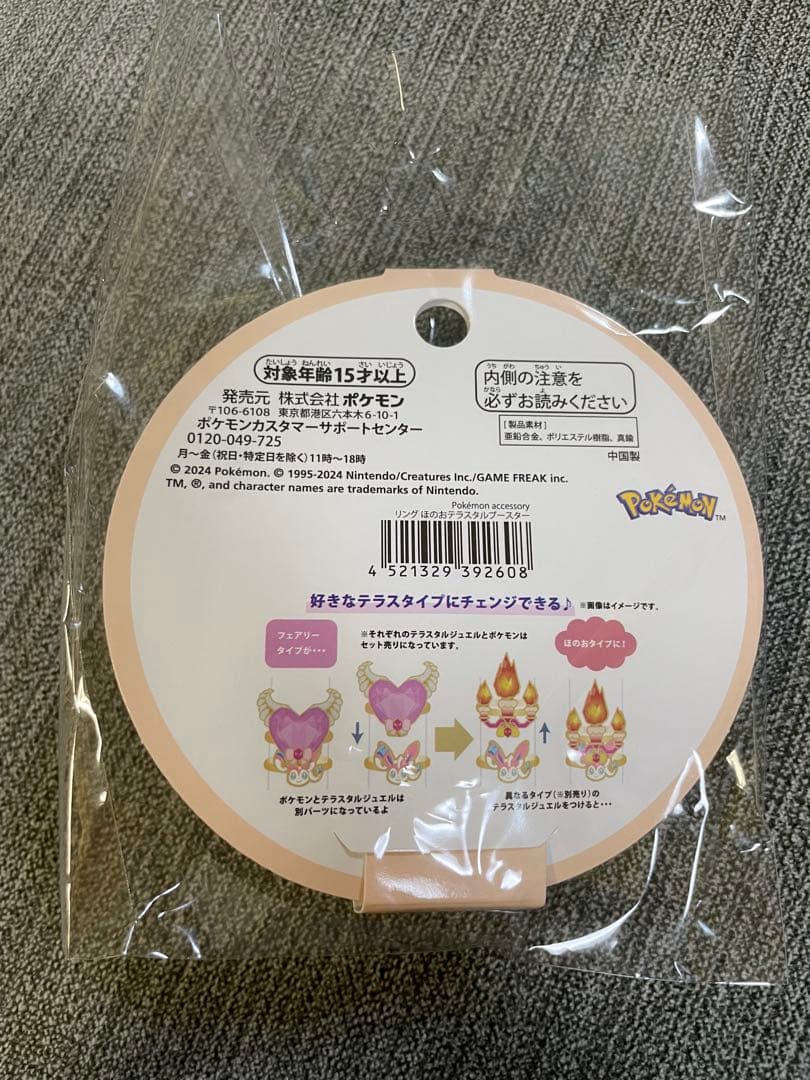 たいしょう ねんれい さい いじょう
対象年齢15才以上
発売元 株式会社 ポケモン
〒106-6108 東京都港区六本木6-10-1
ポケモンカスタマーサポートセンター
0120-049-725
月～金(祝日・特定日を除く)11時～18時
© 2024 Pokémon. © 1995-2024 Nintendo/Creatures Inc./GAME FREAK inc.
TM, ®, and character names are trademarks of Nintendo.
うち がわ ちゅう い
内側の注意を
かなら よ
必ずお読みください
[製品素材]
亜鉛合金、ポリエステル樹脂、真鍮
中国製
POKéMON TM
Pokémon accessory
リング ほのおテラスタルブースター
4 521329 392608
好きなテラスタイプにチェンジできる♪ ※画像はイメージです。
フェアリー
タイプが・・・
※それぞれのテラスタルジュエルとポケモンは
セット売りになっています。
ほのおタイプに!
ポケモンとテラスタルジュエルは
別パーツになっているよ
異なるタイプ(※別売り)の
テラスタルジュエルをつけると・・・